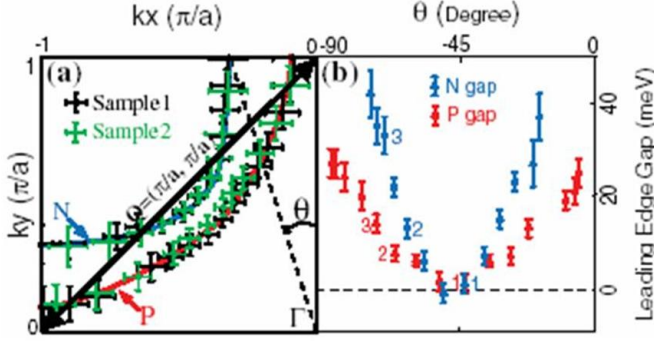 kx (π/a)
θ (Degree)
-1
0
-90
-45
0
1
(a)
Sample1
Sample2
(b)
N gap
P gap
40
3
Q=(π/a, π/a)
ky (π/a)
Leading Edge Gap (meV)
20
N
θ
3
2
2
1
1
0
P
Γ
0